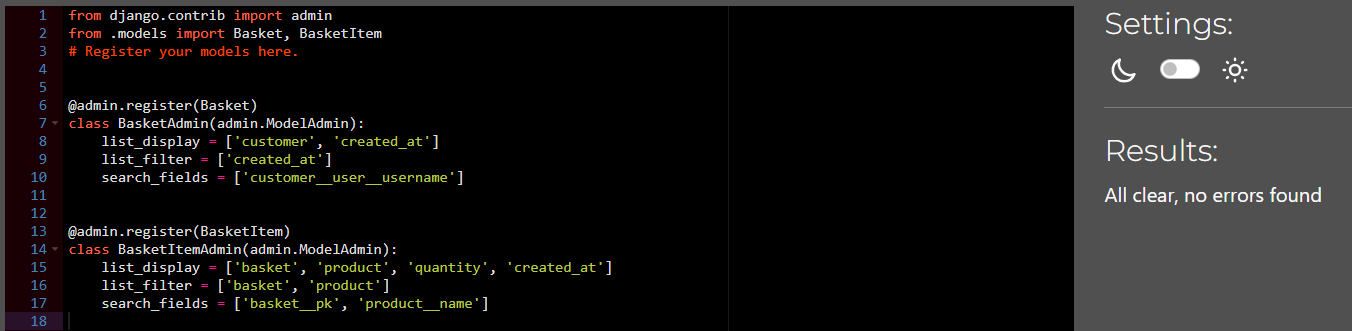 1 from django.contrib import admin
2 from .models import Basket, BasketItem
3 # Register your models here.
4
5
6 @admin.register(Basket)
7 class BasketAdmin(admin.ModelAdmin):
8     list_display = ['customer', 'created_at']
9     list_filter = ['created_at']
10     search_fields = ['customer__user__username']
11
12
13 @admin.register(BasketItem)
14 class BasketItemAdmin(admin.ModelAdmin):
15     list_display = ['basket', 'product', 'quantity', 'created_at']
16     list_filter = ['basket', 'product']
17     search_fields = ['basket__pk', 'product__name']
18
Settings:
Results:
All clear, no errors found